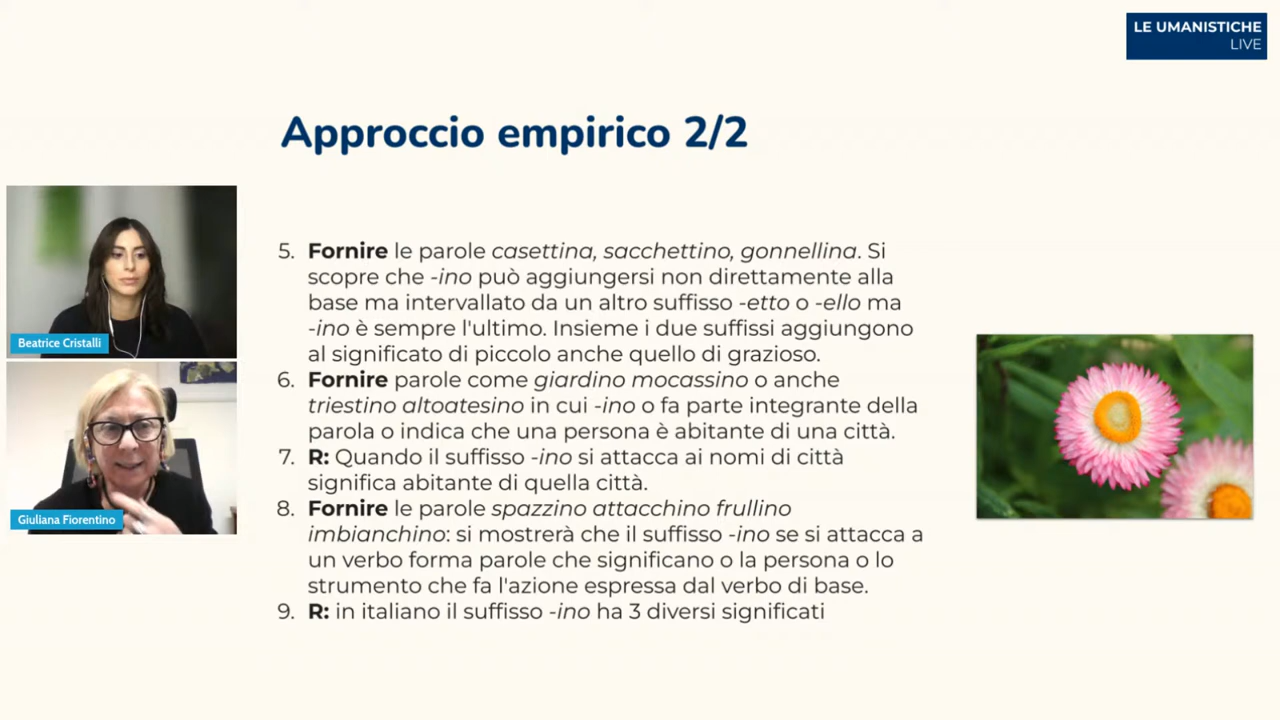 LE UMANISTICHE
LIVE
Approccio empirico 2/2
5. Fornire le parole casettina, sacchettino, gonnellina. Si
scopre che -ino può aggiungersi non direttamente alla
base ma intervallato da un altro suffisso -etto o -ello ma
-ino è sempre l'ultimo. Insieme i due suffissi aggiungono
al significato di piccolo anche quello di grazioso.
6. Fornire parole come giardino mocassino o anche
triestino altoatesino in cui -ino o fa parte integrante della
parola o indica che una persona è abitante di una città.
7. R: Quando il suffisso -ino si attacca ai nomi di città
significa abitante di quella città.
8. Fornire le parole spazzino attacchino frullino
imbianchino: si mostrerà che il suffisso -ino se si attacca a
un verbo forma parole che significano o la persona o lo
strumento che fa l'azione espressa dal verbo di base.
9. R: in italiano il suffisso -ino ha 3 diversi significati
Beatrice Cristalli
Giuliana Fiorentino